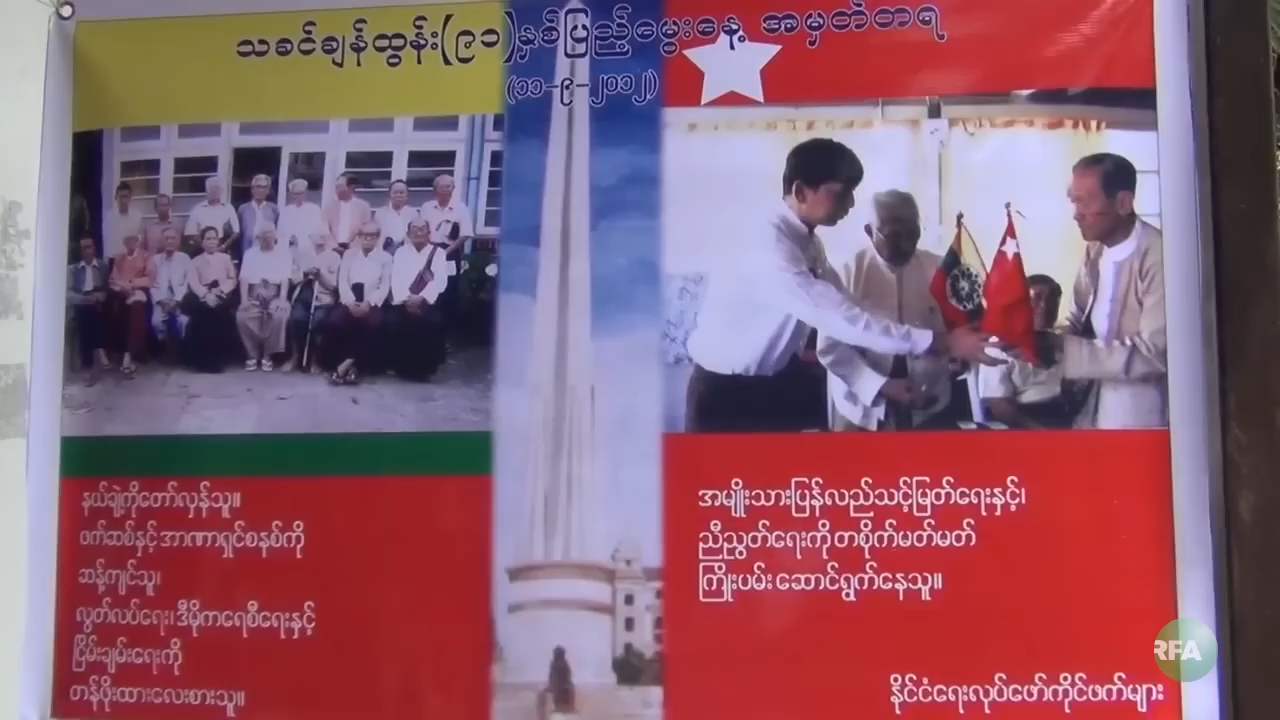 သခင်ချန်ထွန်း(၉၁)နှစ်ပြည့်မွေးနေ့ အမှတ်တရ
(၁၁-၉-၂၀၁၂)
နယ်ချဲ့ကိုတော်လှန်သူ။
ဖက်ဆစ်နှင့်အာဏာရှင်စနစ်ကို
ဆန့်ကျင်သူ၊
လွတ်လပ်ရေး၊ဒီမိုကရေစီရေးနှင့်
ငြိမ်းချမ်းရေးကို
တန်ဖိုးထားလေးစားသူ။
အမျိုးသားပြန်လည်သင့်မြတ်ရေးနှင့်၊
ညီညွတ်ရေးကိုတစိုက်မတ်မတ်
ကြိုးပမ်းဆောင်ရွက်နေသူ။
နိုင်ငံရေးလုပ်ဖော်ကိုင်ဖက်များ
RFA